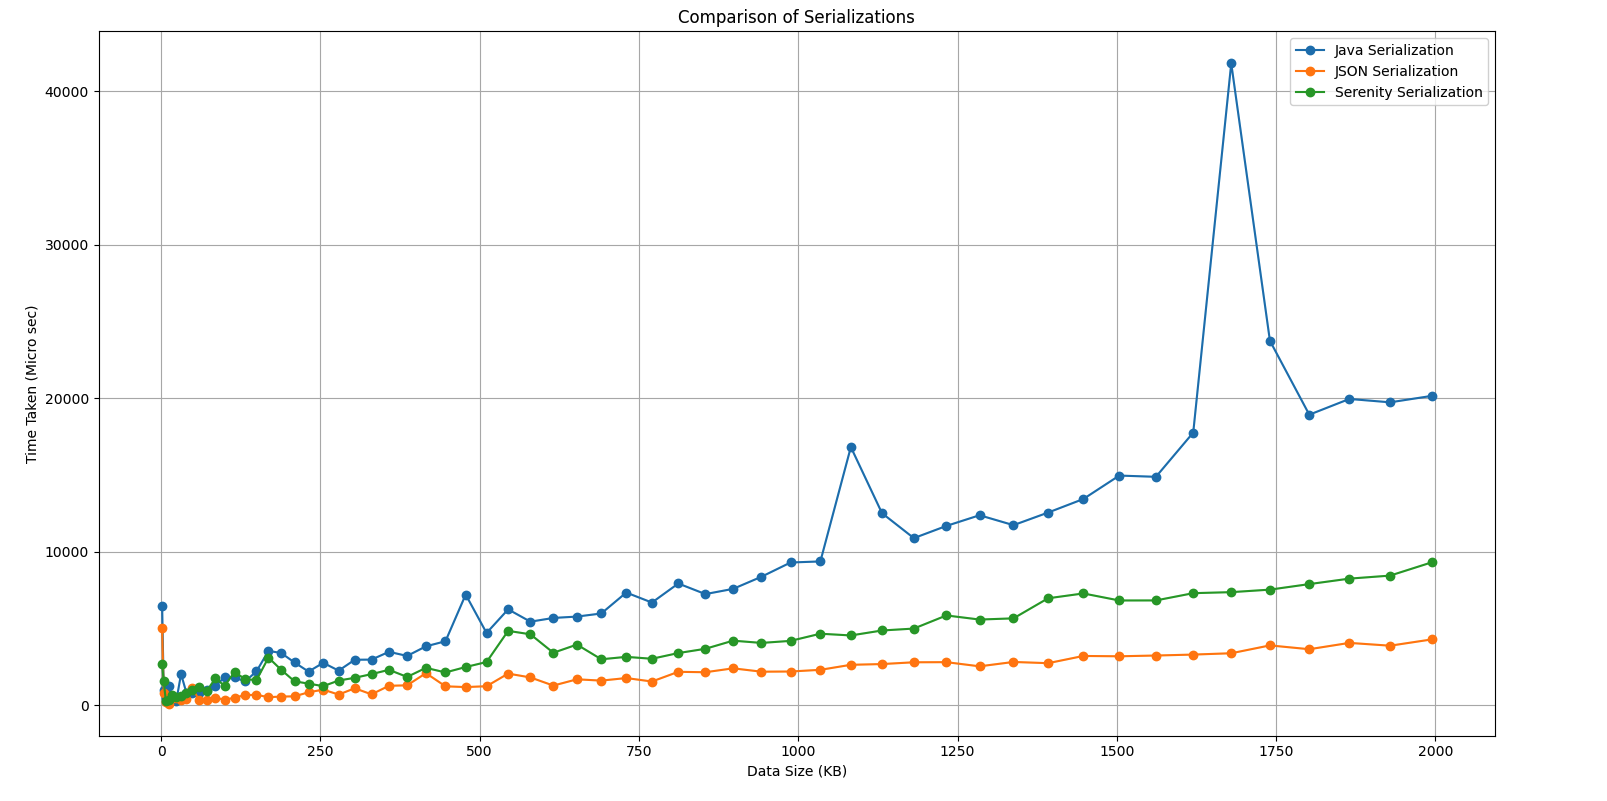 Comparison of Serializations
Java Serialization
JSON Serialization
Serenity Serialization
Time Taken (Micro sec)
40000
30000
20000
10000
0
0 250 500 750 1000 1250 1500 1750 2000
Data Size (KB)